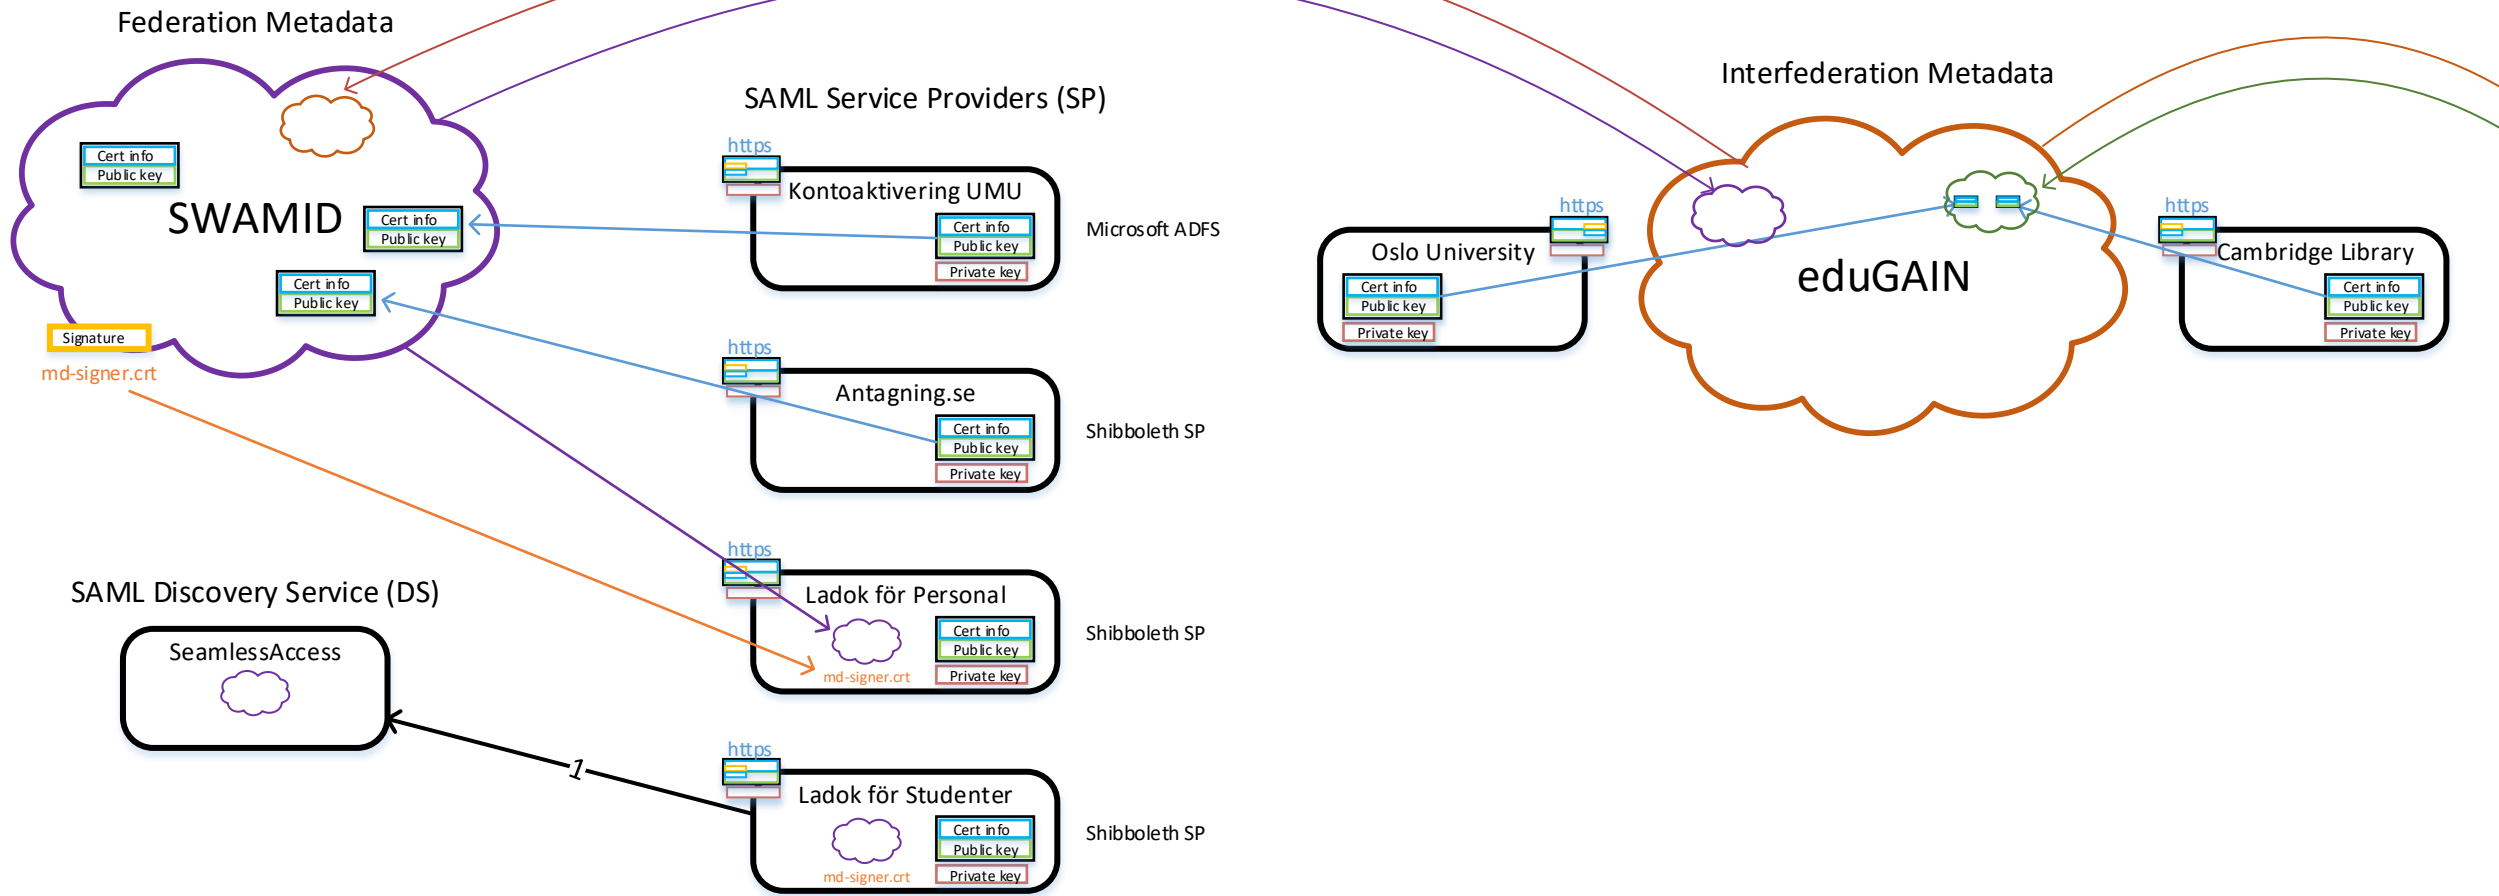 Federation Metadata
Cert info
Public key
SWAMID
Cert info
Public key
Cert info
Public key
Signature
md-signer.crt
SAML Discovery Service (DS)
SeamlessAccess
1
SAML Service Providers (SP)
https
Kontoaktivering UMU
Cert info
Public key
Private key
Microsoft ADFS
https
Antagning.se
Cert info
Public key
Private key
Shibboleth SP
https
Ladok för Personal
Cert info
Public key
md-signer.crt
Private key
Shibboleth SP
https
Ladok för Studenter
Cert info
Public key
md-signer.crt
Private key
Shibboleth SP
Interfederation Metadata
https
Oslo University
Cert info
Public key
Private key
eduGAIN
https
Cambridge Library
Cert info
Public key
Private key